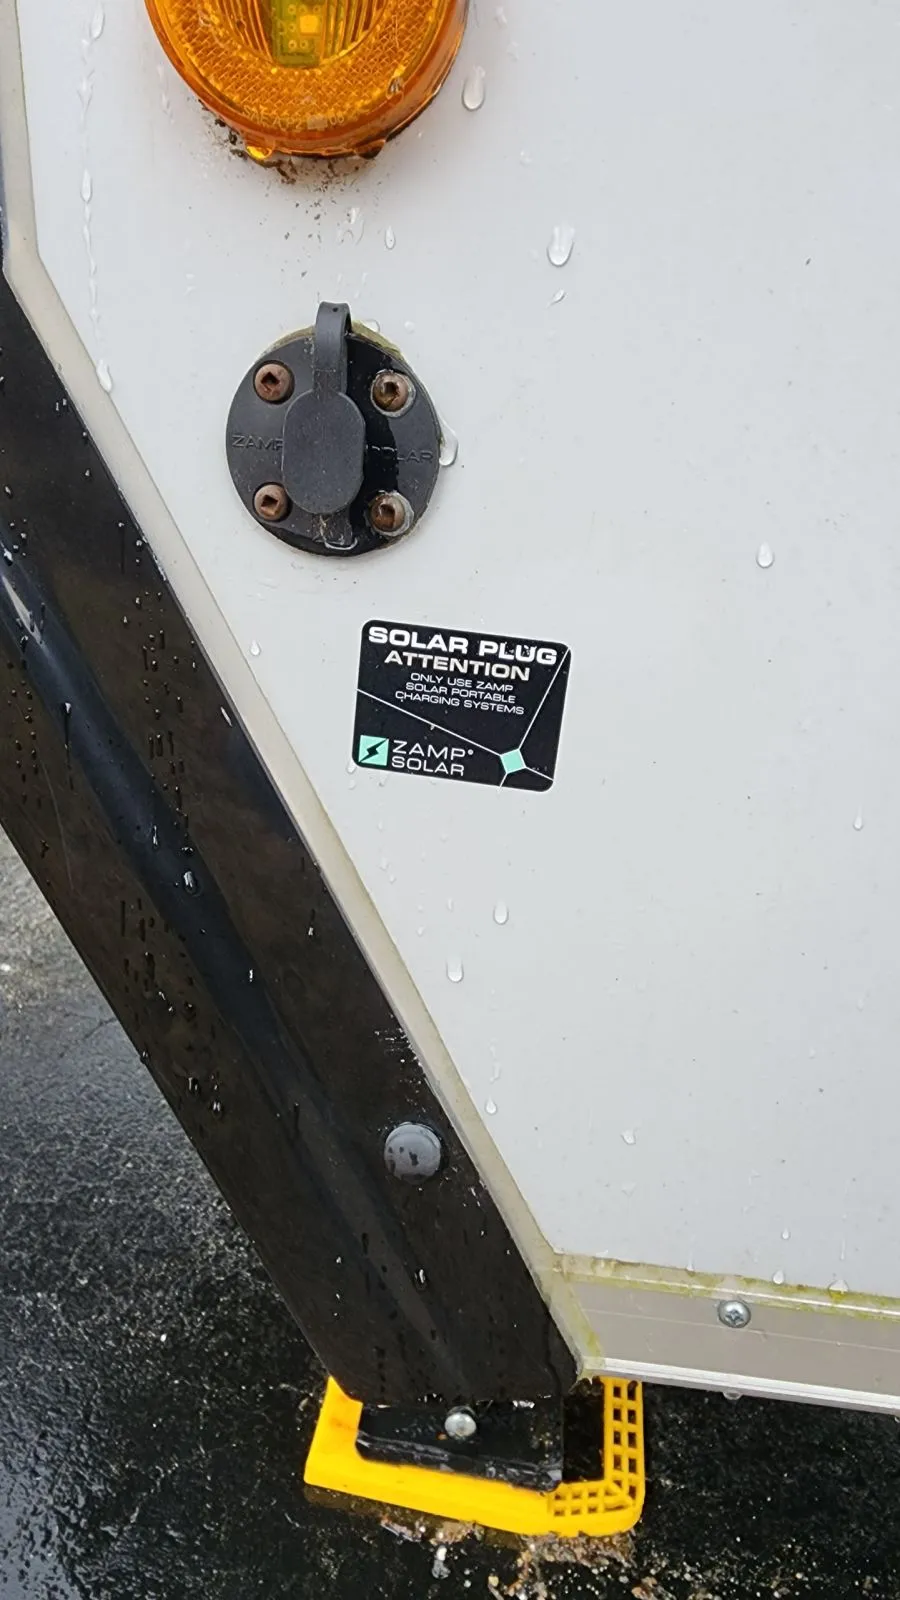 ZAMP SOLAR
SOLAR PLUG
ATTENTION
ONLY USE ZAMP
SOLAR PORTABLE
CHARGING SYSTEMS
ZAMP®
SOLAR